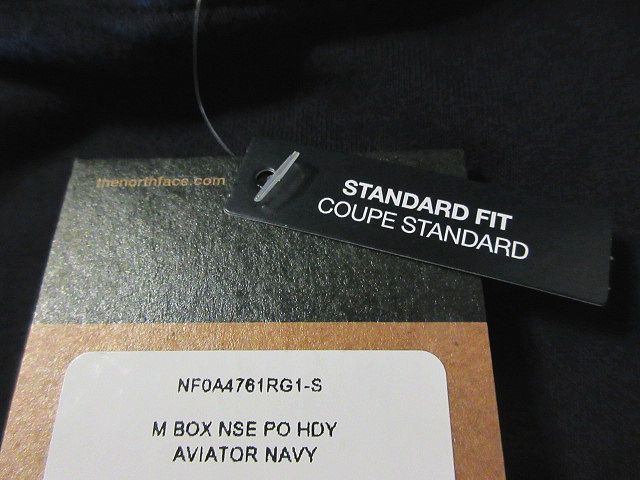 thenorthface.com
STANDARD FIT
COUPE STANDARD
NF0A4761RG1-S
M BOX NSE PO HDY
AVIATOR NAVY